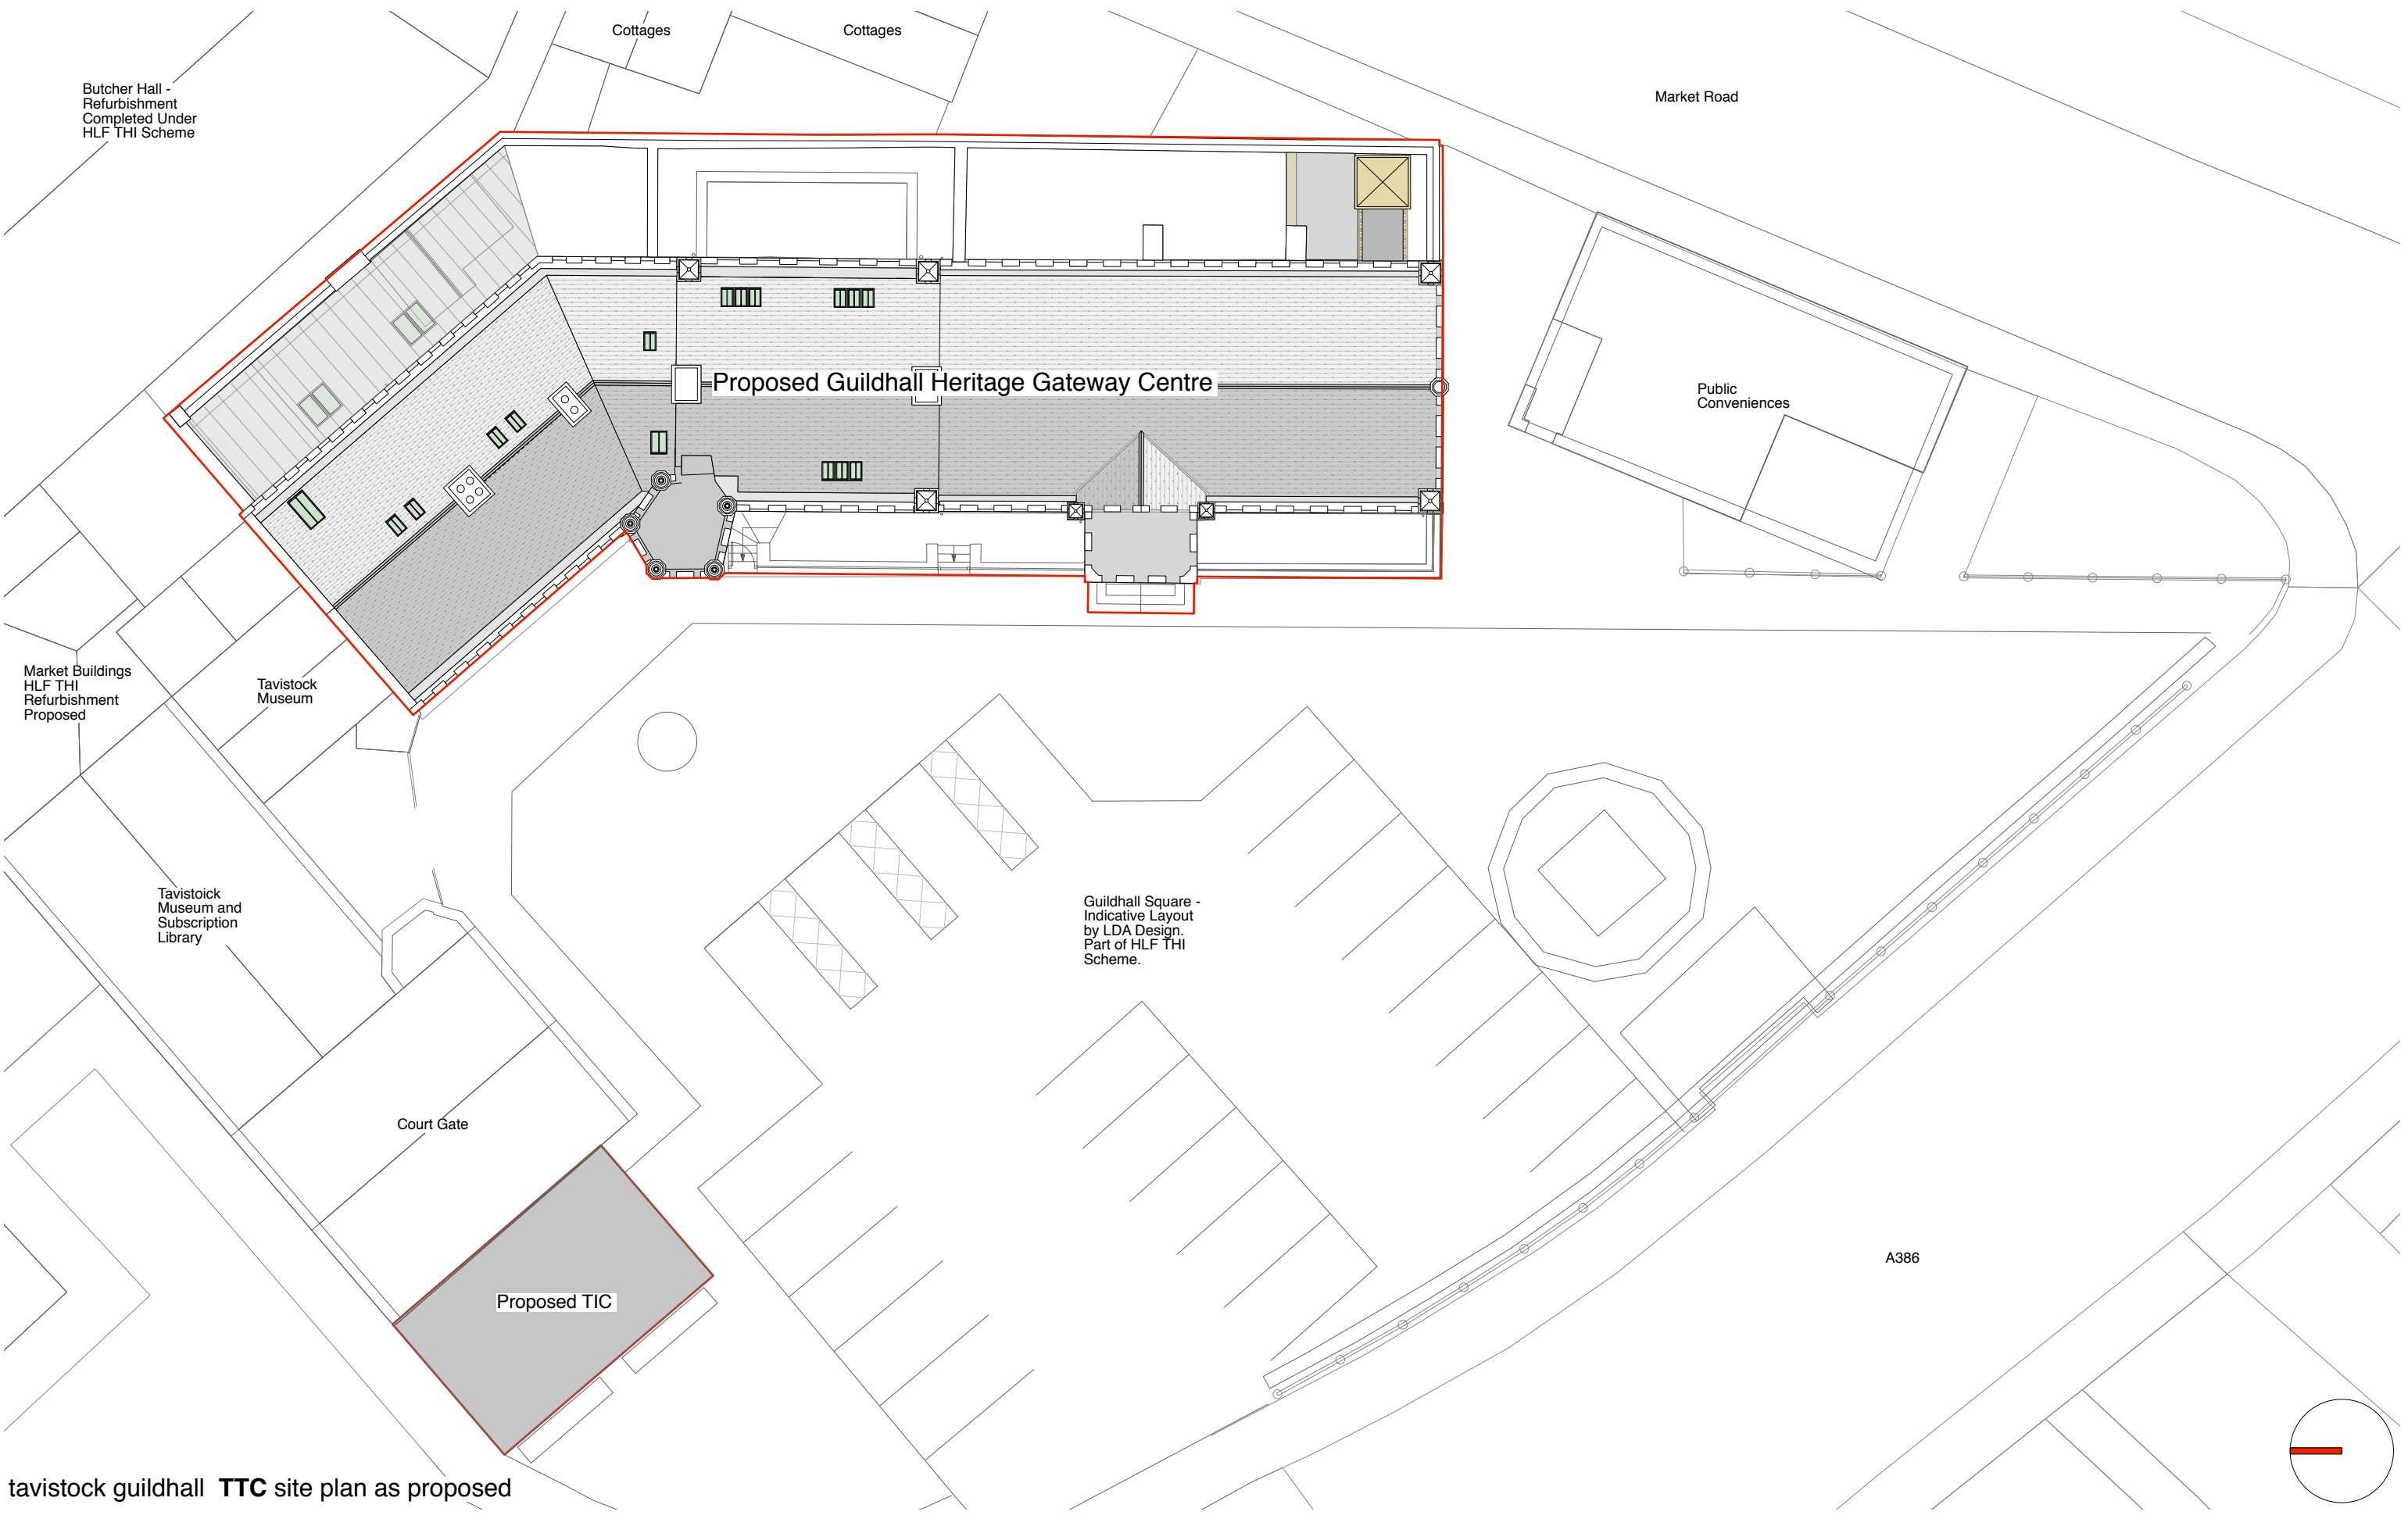 Cottages
Cottages
Butcher Hall -
Refurbishment
Completed Under
HLF THI Scheme
Market Road
Proposed Guildhall Heritage Gateway Centre
Public
Conveniences
Market Buildings
HLF THI
Refurbishment
Proposed
Tavistock
Museum
Tavistoick
Museum and
Subscription
Library
Guildhall Square -
Indicative Layout
by LDA Design.
Part of HLF THI
Scheme.
Court Gate
A386
Proposed TIC
tavistock guildhall TTC site plan as proposed